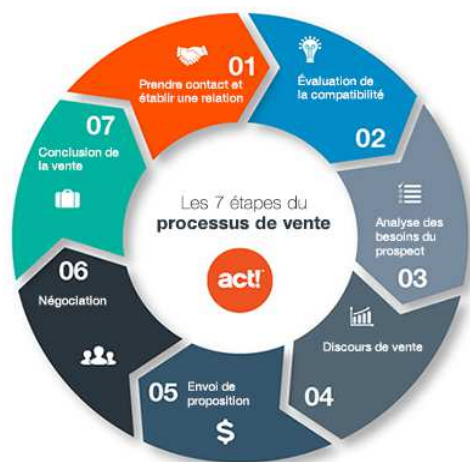 Les 7 étapes du
processus de vente
act!
01
Prendre contact et
établir une relation
Évaluation de
la compatibilité
02
Analyse des
besoins du
prospect
03
Discours de vente
04
05
Envoi de
proposition
$
06
Négociation
07
Conclusion de
la vente